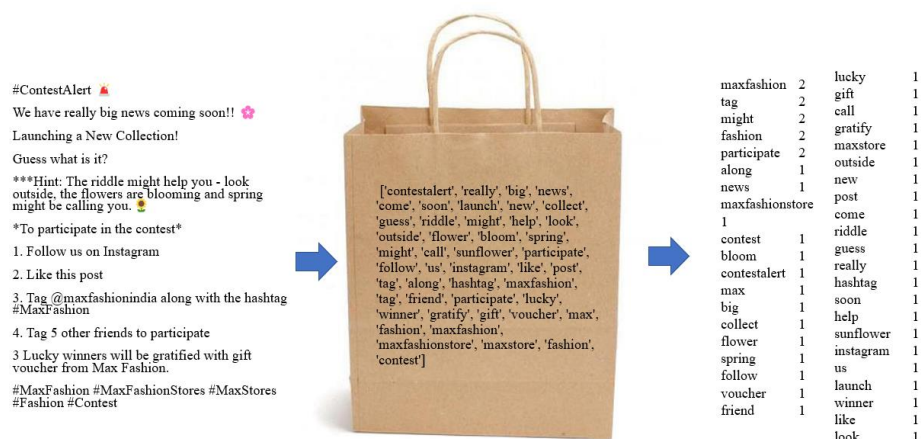 #ContestAlert 🚨
We have really big news coming soon!! 🌸
Launching a New Collection!
Guess what is it?
***Hint: The riddle might help you - look
outside, the flowers are blooming and spring
might be calling you. 🌻
*To participate in the contest*
1. Follow us on Instagram
2. Like this post
3. Tag @maxfashionindia along with the hashtag
#MaxFashion
4. Tag 5 other friends to participate
3 Lucky winners will be gratified with gift
voucher from Max Fashion.
#MaxFashion #MaxFashionStores #MaxStores
#Fashion #Contest
['contestalert', 'really', 'big', 'news',
'come', 'soon', 'launch', 'new', 'collect',
'guess', 'riddle', 'might', 'help', 'look',
'outside', 'flower', 'bloom', 'spring',
'might', 'call', 'sunflower', 'participate',
'follow', 'us', 'instagram', 'like', 'post',
'tag', 'along', 'hashtag', 'maxfashion',
'tag', 'friend', 'participate', 'lucky',
'winner', 'gratify', 'gift', 'voucher', 'max',
'fashion', 'maxfashion',
'maxfashionstore', 'maxstore', 'fashion',
'contest']
maxfashion 2
tag 2
might 2
fashion 2
participate 2
along 1
news 1
maxfashionstore
1
contest 1
bloom 1
contestalert 1
max 1
big 1
collect 1
flower 1
spring 1
follow 1
voucher 1
friend 1
lucky 1
gift 1
call 1
gratify 1
maxstore 1
outside 1
new 1
post 1
come 1
riddle 1
guess 1
really 1
hashtag 1
soon 1
help 1
sunflower 1
instagram 1
us 1
launch 1
winner 1
like 1
look 1